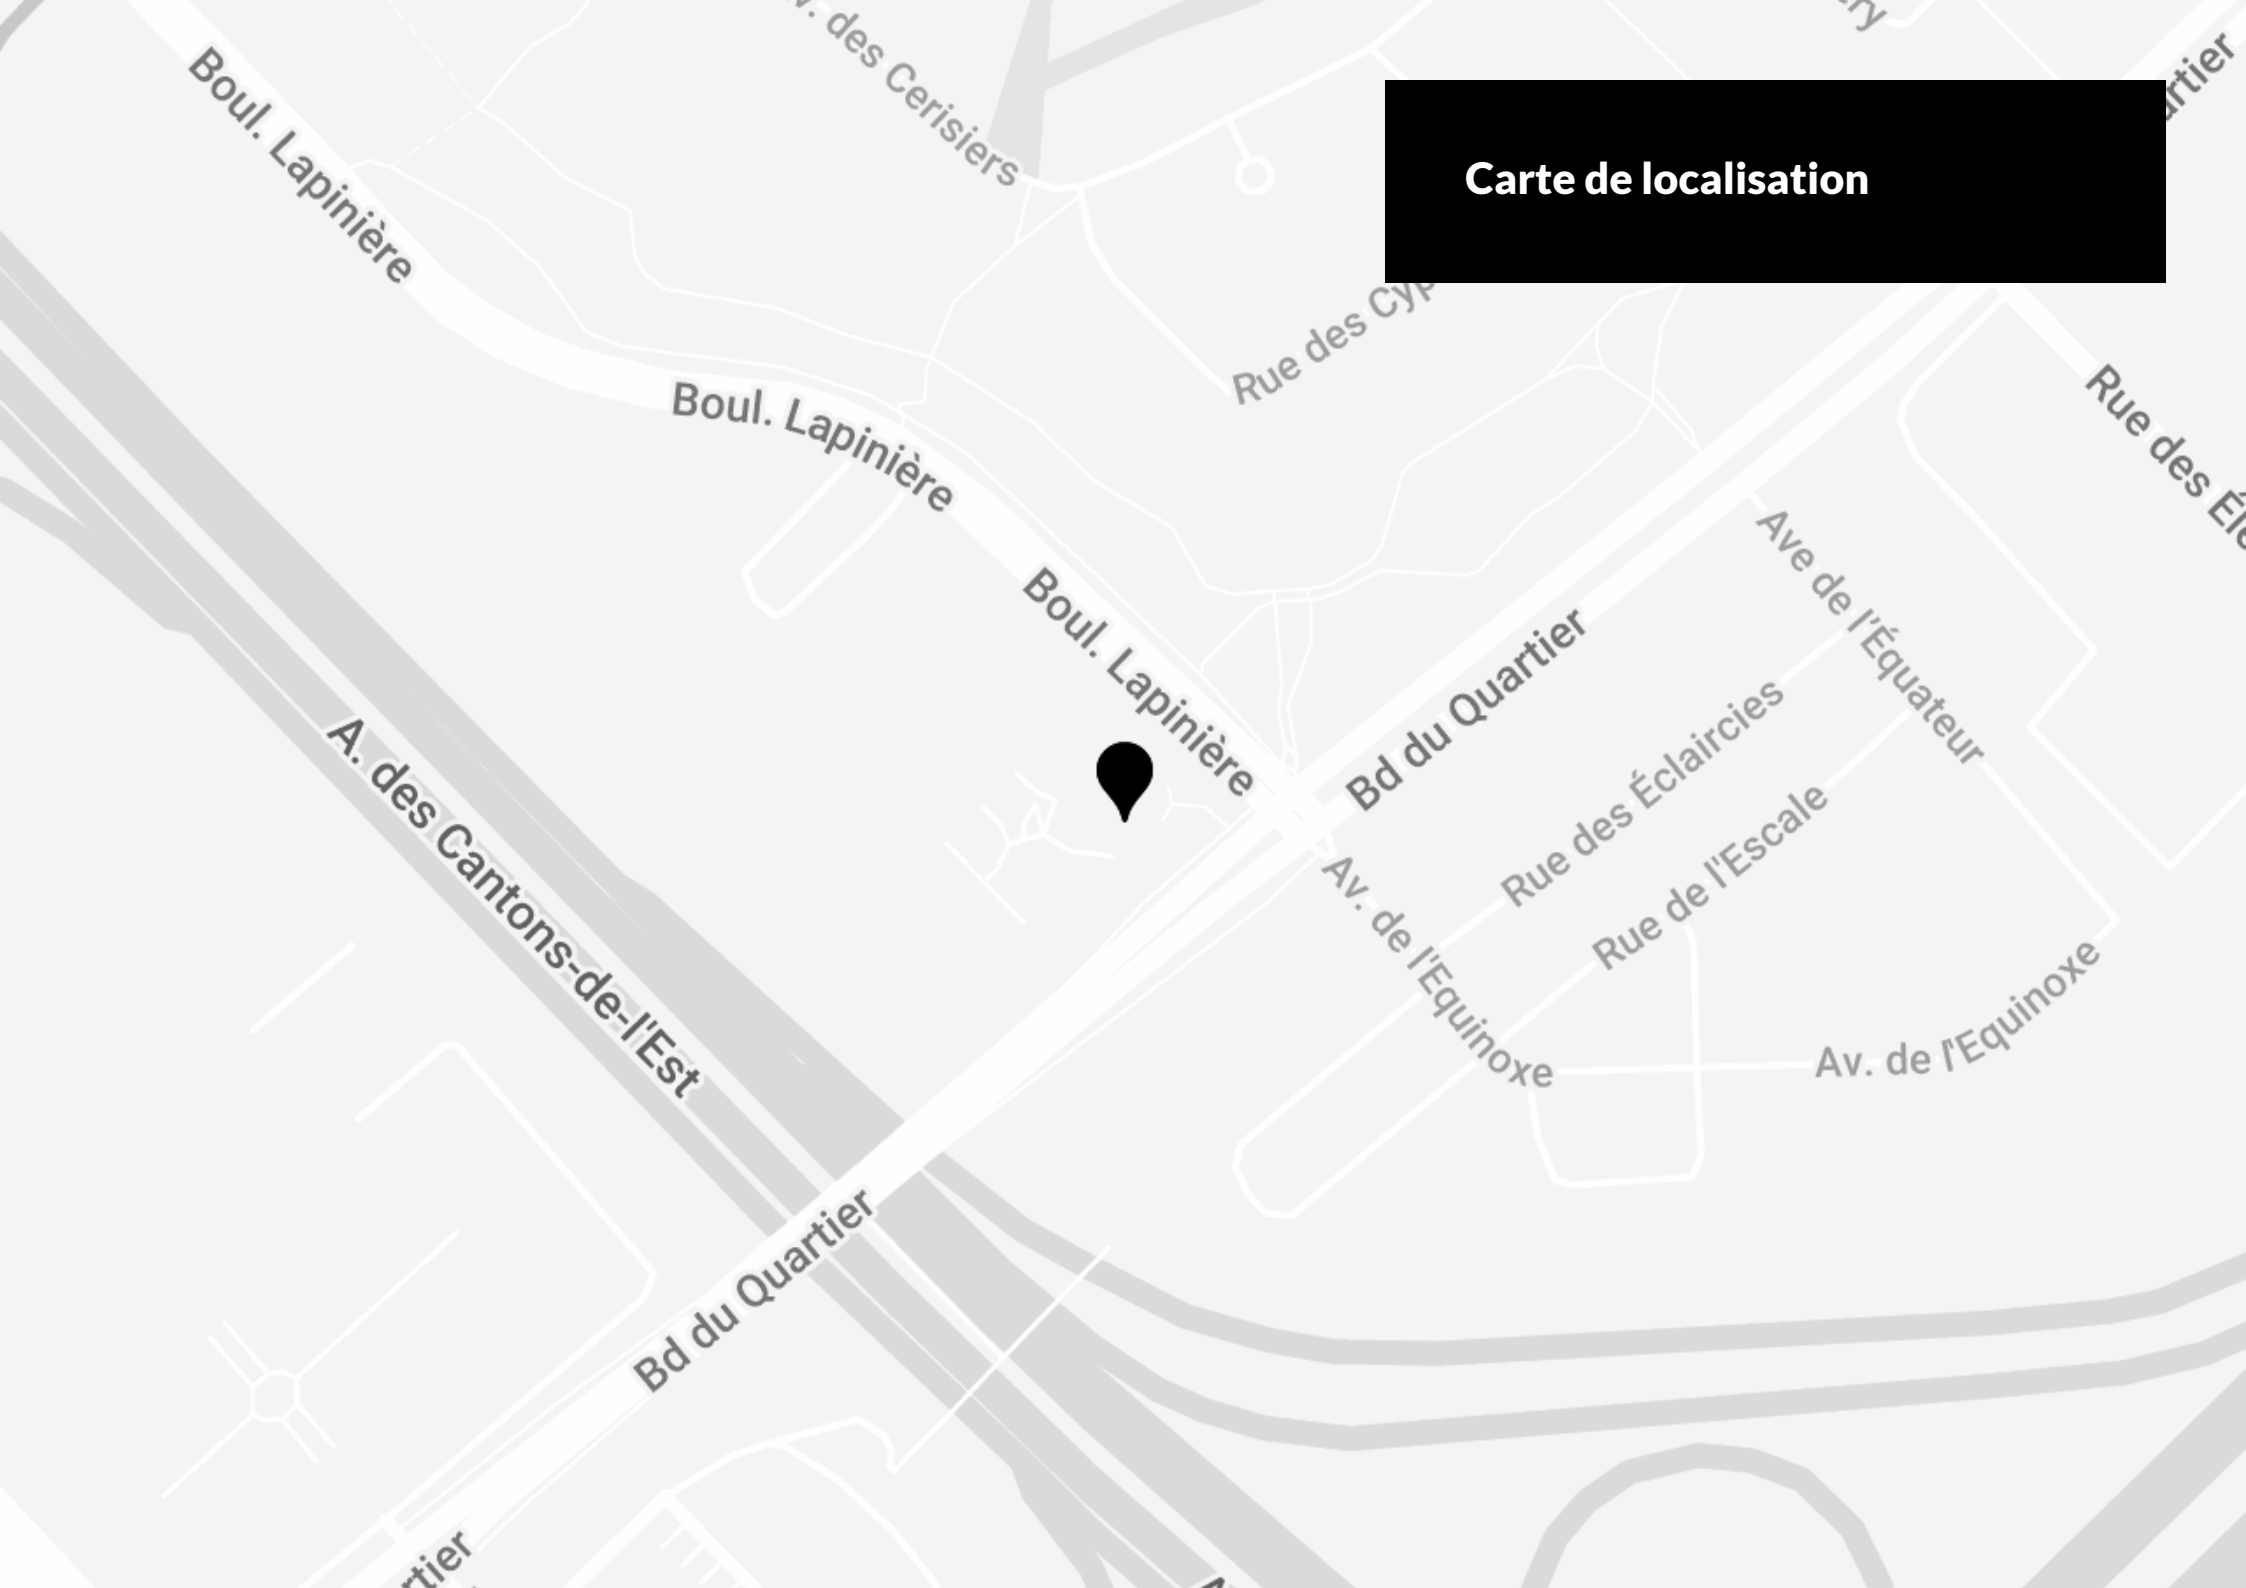 des Cerisiers
Boul. Lapinière
Carte de localisation
Rue des
Boul. Lapinière
Rue des
Boul. Lapinière
Ave de l'Équateur
Bd du Quartier
Rue des Éclaircies
Rue de l'Escale
A. des Cantons-de-l'Est
Av. de l'Equinoxe
Av. de l'Equinoxe
Bd du Quartier